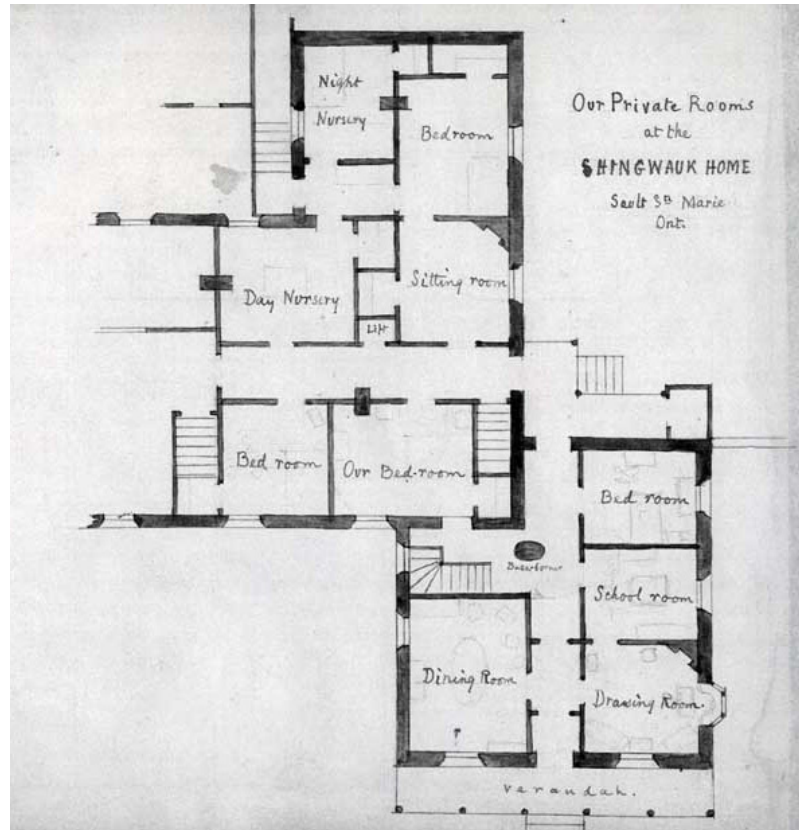 Our Private Rooms
at the
SHINGWAUK HOME
Sault Ste Marie
Ont.
Night
Nursery
Bedroom
Day Nursery
Sitting room
Lift
Bed room
Our Bed-room
Bed room
School room
Dining Room
Drawing Room.
Verandah.